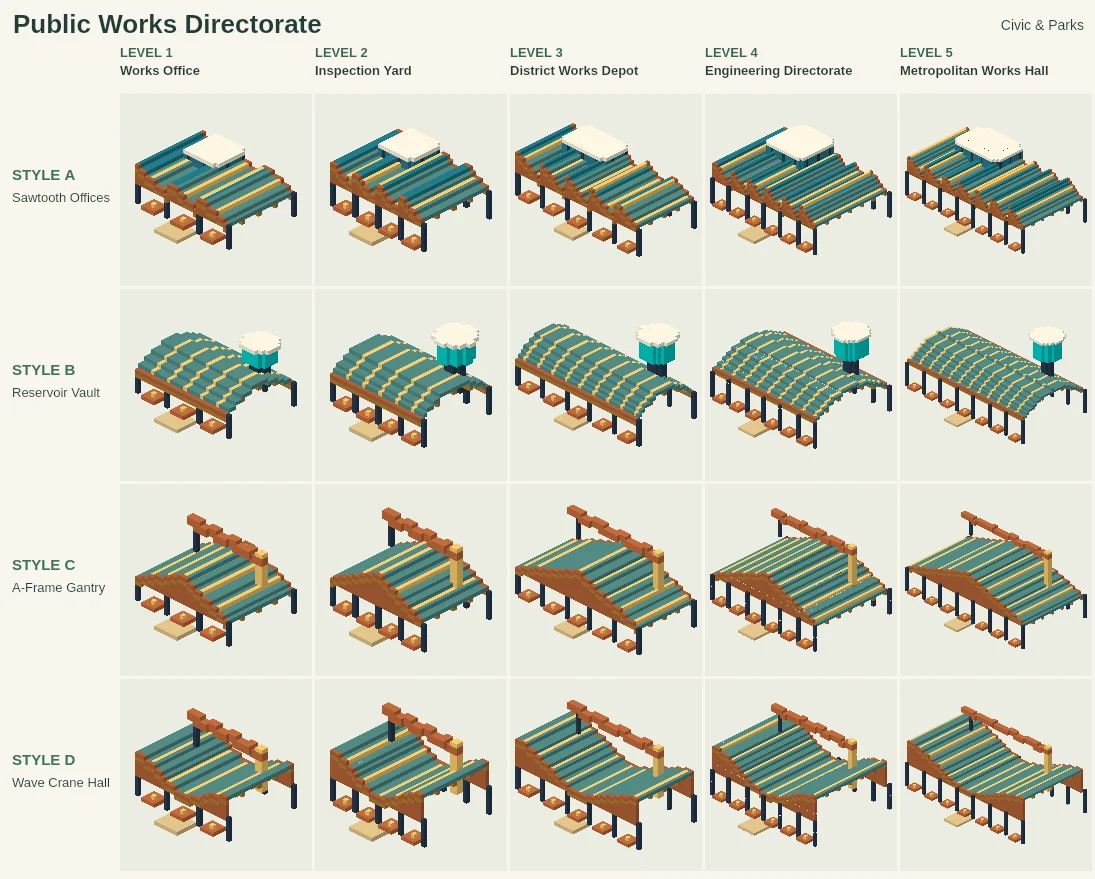 Public Works Directorate
Civic & Parks
LEVEL 1
Works Office
LEVEL 2
Inspection Yard
LEVEL 3
District Works Depot
LEVEL 4
Engineering Directorate
LEVEL 5
Metropolitan Works Hall
STYLE A
Sawtooth Offices
STYLE B
Reservoir Vault
STYLE C
A-Frame Gantry
STYLE D
Wave Crane Hall